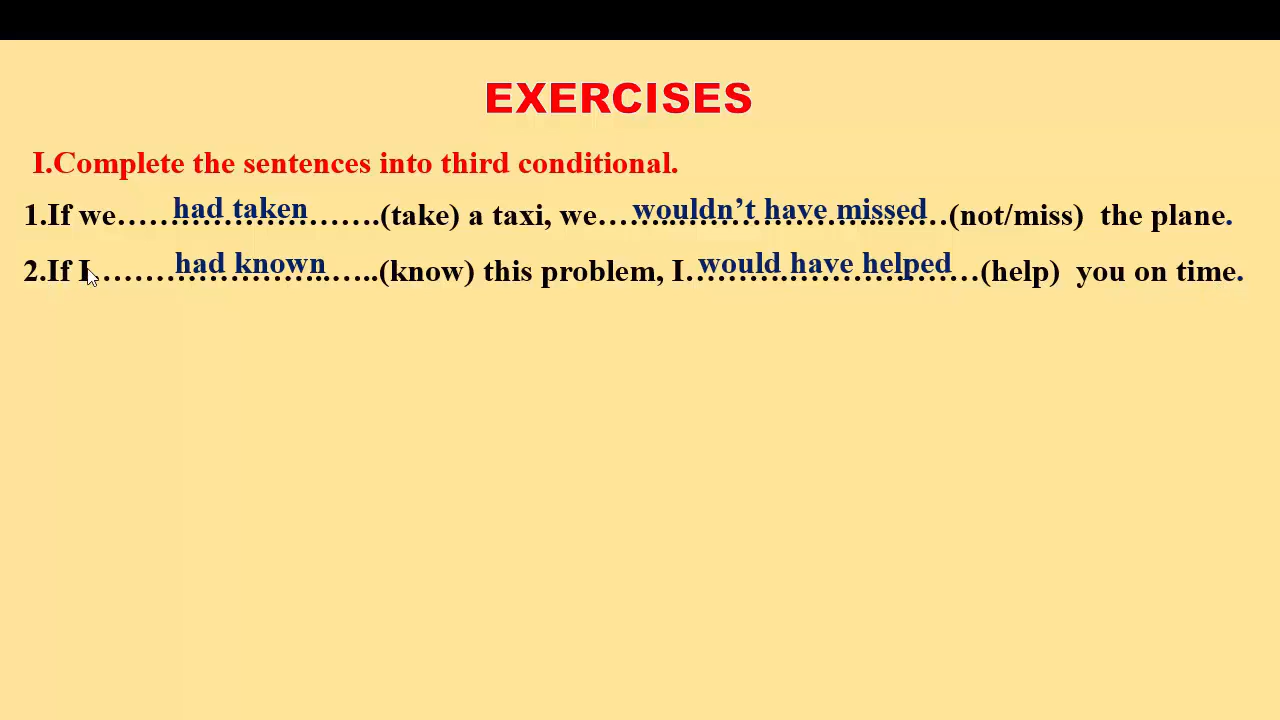 EXERCISES
I.Complete the sentences into third conditional.
1.If we……had taken…….(take) a taxi, we……wouldn’t have missed……(not/miss) the plane.
2.If I……had known…..(know) this problem, I……would have helped……(help) you on time.